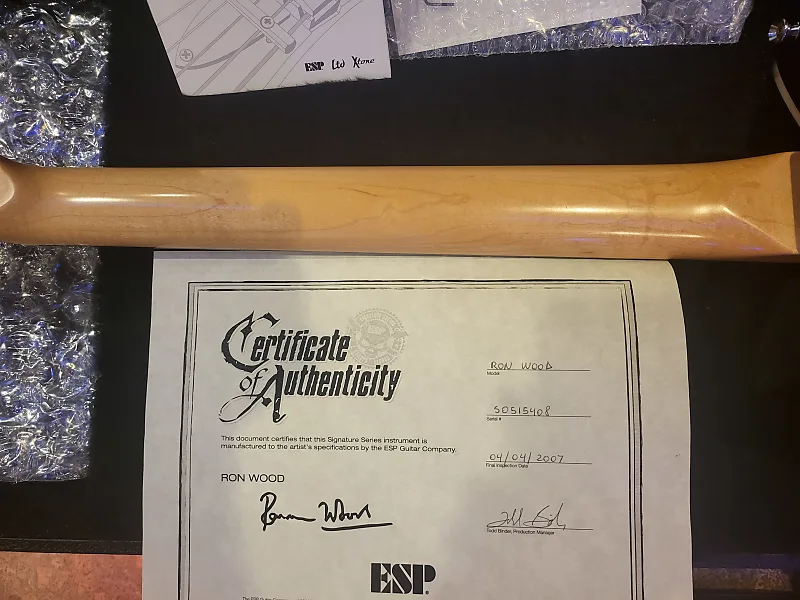 ESP Ltd Xtone
Certificate
of Authenticity
This document certifies that this Signature Series instrument is
manufactured to the artist's specifications by the ESP Guitar Company.
RON WOOD
ESP
RON WOOD
Model
S0515408
Serial #
04/04/2007
Final Inspection Date
Todd Binder, Production Manager